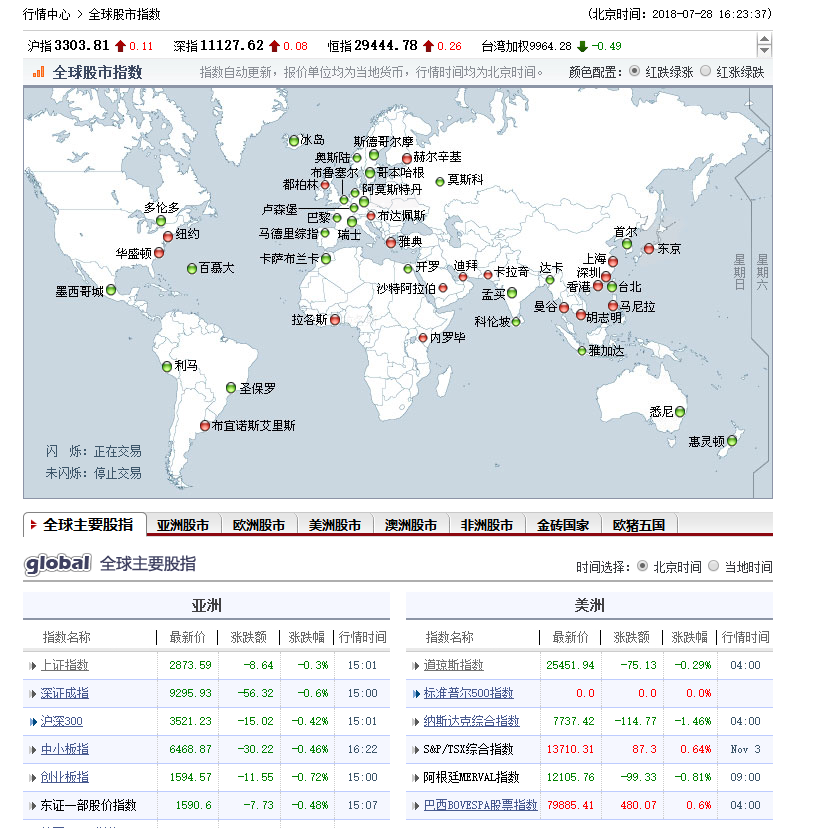 行情中心 > 全球股市指数 (北京时间: 2018-07-28 16:23:37)
沪指3303.81 0.11 深指11127.62 0.08 恒指29444.78 0.26 台湾加权9964.28 -0.49
全球股市指数 指数自动更新，报价单位均为当地货币，行情时间均为北京时间。 颜色配置: 红跌绿涨 红涨绿跌
冰岛 斯德哥尔摩
奥斯陆 赫尔辛基
布鲁塞尔 哥本哈根
都柏林 阿莫斯特丹 莫斯科
多伦多 卢森堡
巴黎 布达佩斯
纽约 马德里综指 瑞士 首尔
华盛顿 雅典 东京
百慕大 卡萨布兰卡 开罗 迪拜 卡拉奇 达卡 上海
深圳
墨西哥城 沙特阿拉伯 孟买 香港 台北
曼谷 马尼拉
拉各斯 科伦坡 胡志明
内罗毕 雅加达
星期日 星期六
利马
圣保罗
布宜诺斯艾里斯 悉尼
惠灵顿
闪 烁: 正在交易
未闪烁: 停止交易
全球主要股指 亚洲股市 欧洲股市 美洲股市 澳洲股市 非洲股市 金砖国家 欧猪五国
global 全球主要股指 时间选择: 北京时间 当地时间
亚洲 美洲
指数名称 最新价 涨跌额 涨跌幅 行情时间 指数名称 最新价 涨跌额 涨跌幅 行情时间
上证指数 2873.59 -8.64 -0.3% 15:01 道琼斯指数 25451.94 -75.13 -0.29% 04:00
深证成指 9295.93 -56.32 -0.6% 15:00 标准普尔500指数 0.0 0.0 0.0%
沪深300 3521.23 -15.02 -0.42% 15:01 纳斯达克综合指数 7737.42 -114.77 -1.46% 04:00
中小板指 6468.87 -30.22 -0.46% 16:22 S&P/TSX综合指数 13710.31 87.3 0.64% Nov 3
创业板指 1594.57 -11.55 -0.72% 15:00 阿根廷MERVAL指数 12105.76 -99.33 -0.81% 09:00
东证一部股价指数 1590.6 -7.73 -0.48% 15:07 巴西BOVESPA股票指数 79885.41 480.07 0.6% 04:00